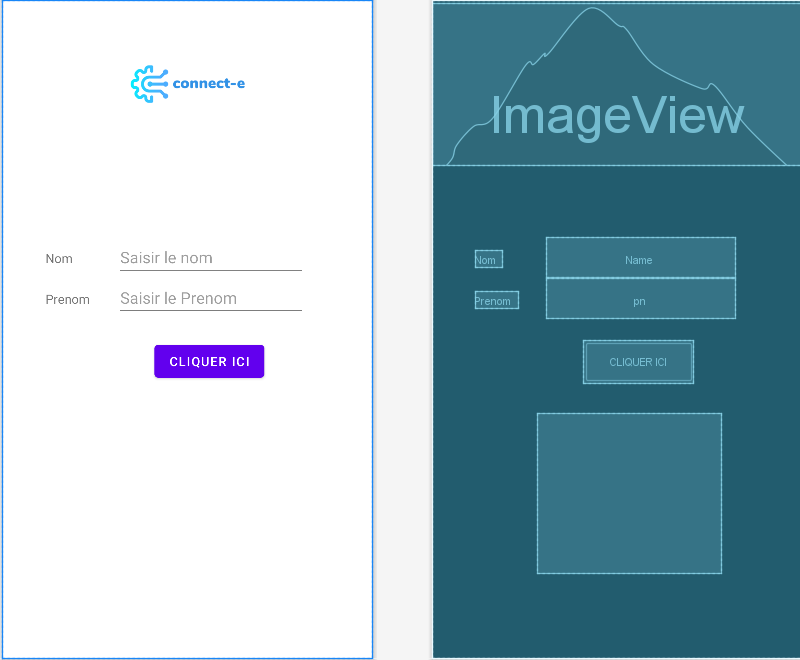 connect-e
Nom
Saisir le nom
Prenom
Saisir le Prenom
CLIQUER ICI
ImageView
Nom
Name
Prenom
pn
CLIQUER ICI